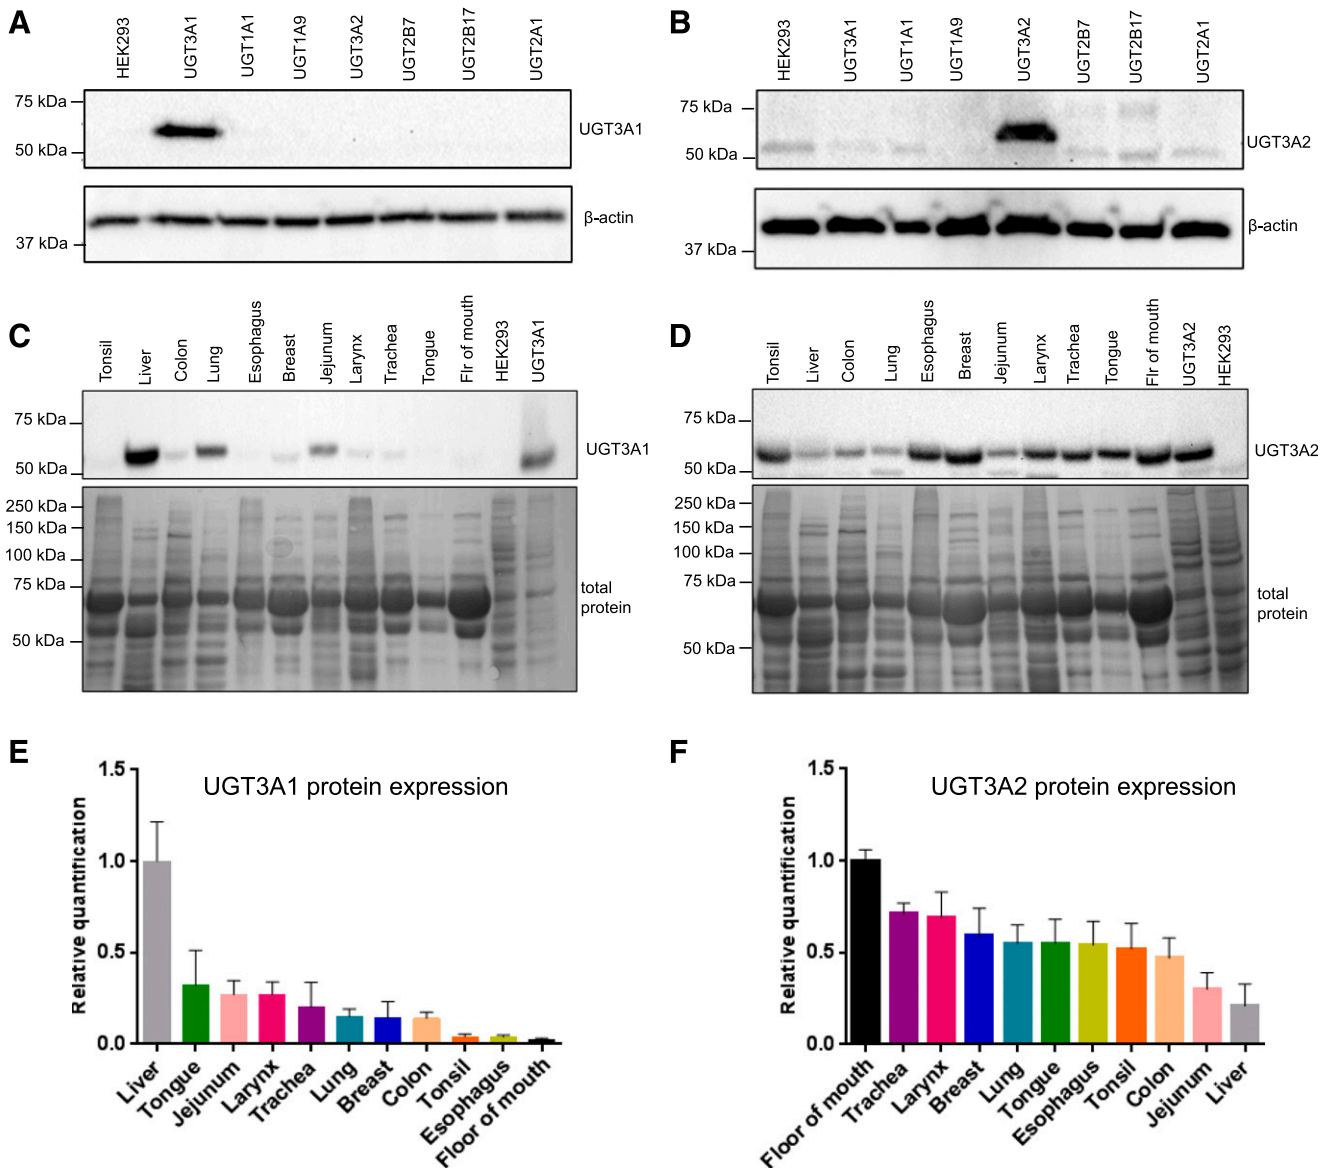 A
HEK293
UGT3A1
UGT1A1
UGT1A9
UGT3A2
UGT2B7
UGT2B17
UGT2A1
75 kDa
50 kDa
UGT3A1
37 kDa
β-actin
B
HEK293
UGT3A1
UGT1A1
UGT1A9
UGT3A2
UGT2B7
UGT2B17
UGT2A1
75 kDa
50 kDa
UGT3A2
37 kDa
β-actin
C
Tonsil
Liver
Colon
Lung
Esophagus
Breast
Jejunum
Larynx
Trachea
Tongue
Flr of mouth
HEK293
UGT3A1
75 kDa
50 kDa
UGT3A1
250 kDa
150 kDa
100 kDa
75 kDa
50 kDa
total
protein
D
Tonsil
Liver
Colon
Lung
Esophagus
Breast
Jejunum
Larynx
Trachea
Tongue
Flr of mouth
UGT3A2
HEK293
75 kDa
50 kDa
UGT3A2
250 kDa
150 kDa
100 kDa
75 kDa
50 kDa
total
protein
E
UGT3A1 protein expression
Relative quantification
1.5
1.0
0.5
0.0
Liver
Tongue
Jejunum
Larynx
Trachea
Lung
Breast
Colon
Tonsil
Esophagus
Floor of mouth
F
UGT3A2 protein expression
Relative quantification
1.5
1.0
0.5
0.0
Floor of mouth
Trachea
Larynx
Breast
Lung
Tongue
Esophagus
Tonsil
Colon
Jejunum
Liver